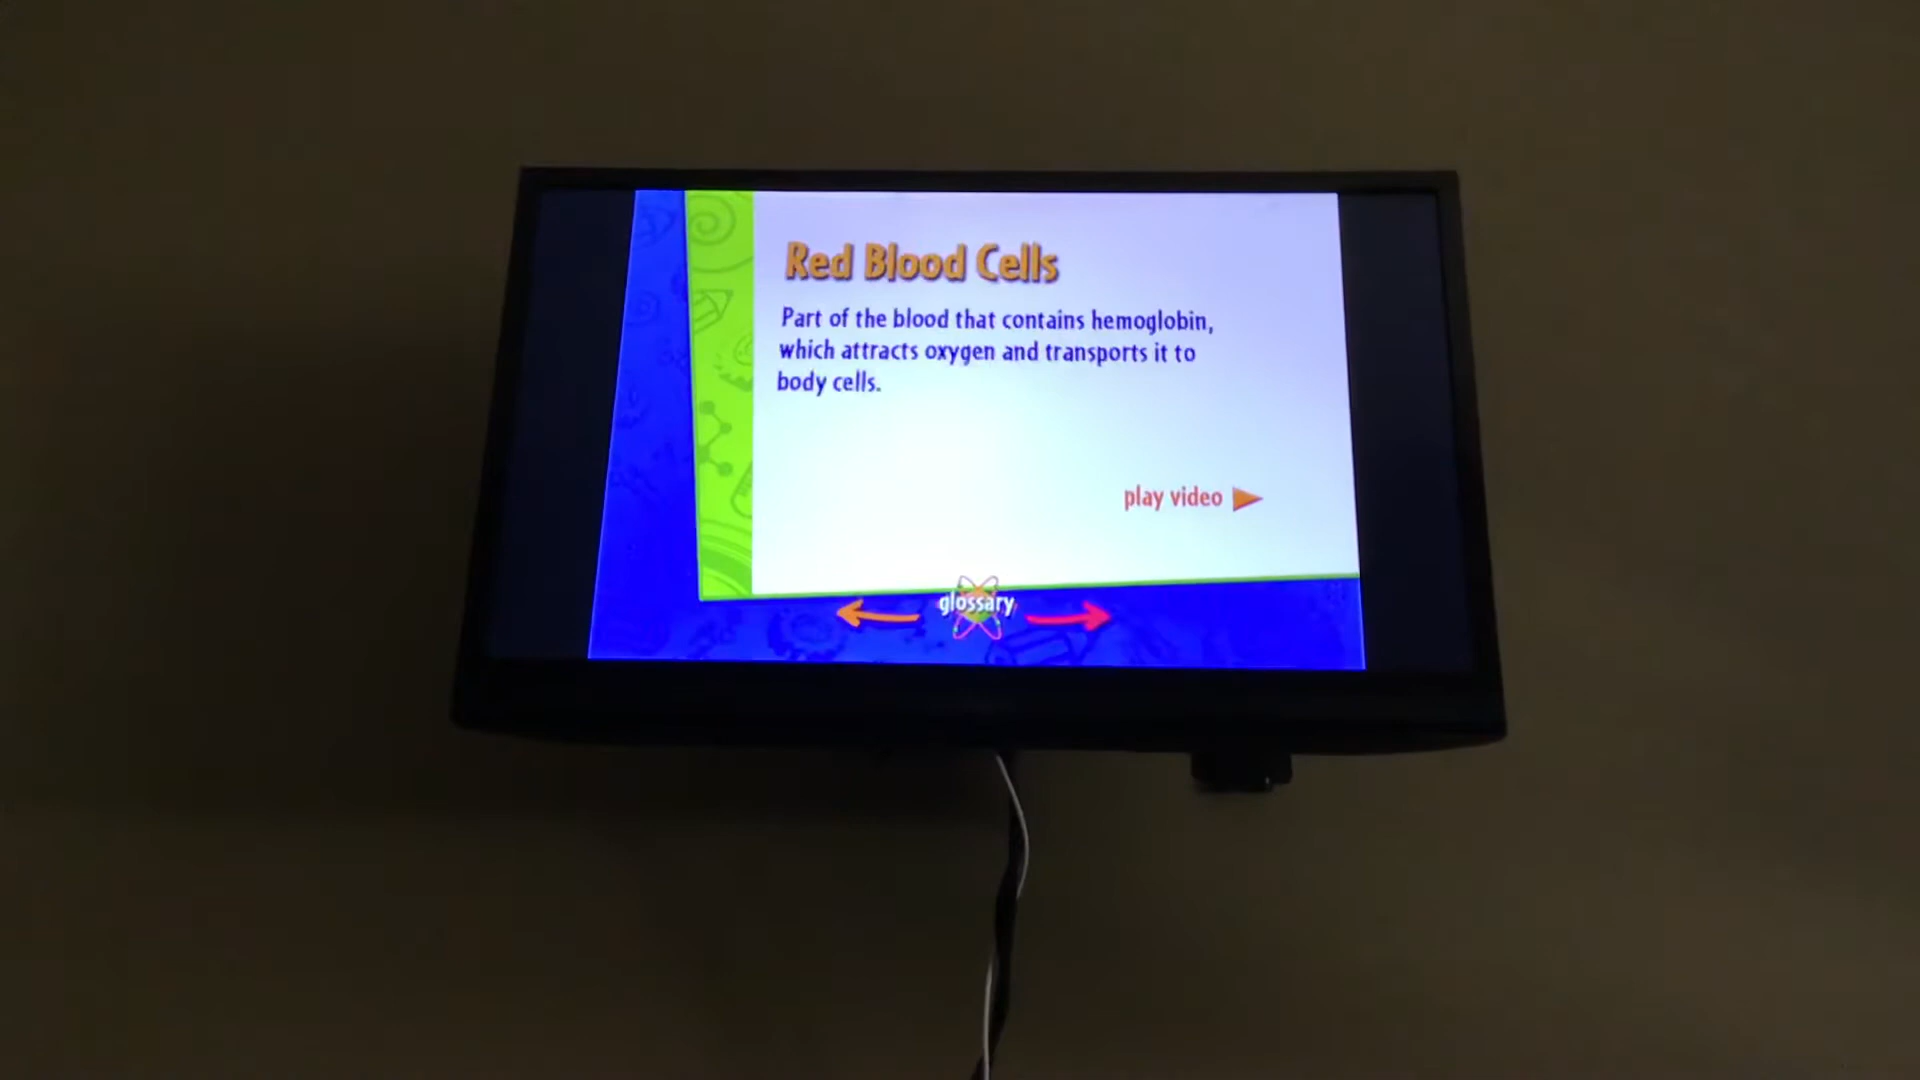 Red Blood Cells
Part of the blood that contains hemoglobin,
which attracts oxygen and transports it to
body cells.
play video
glossary